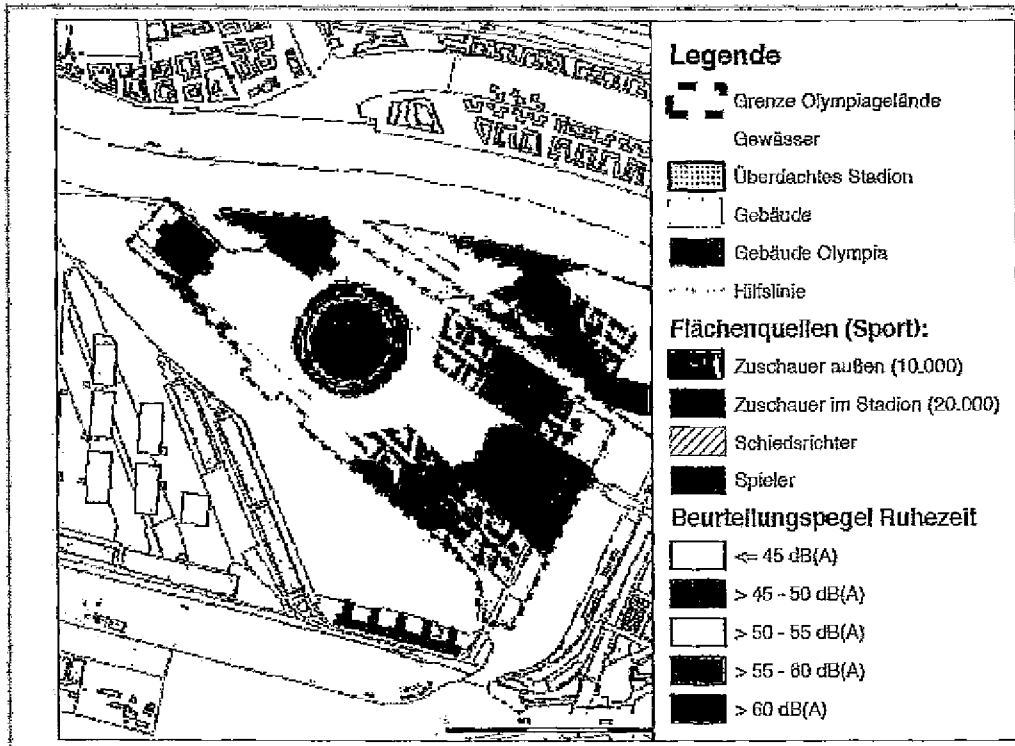 Legende
Grenze Olympiagelände
Gewässer
Überdachtes Stadion
Gebäude
Gebäude Olympia
Hilfslinie
Flächenquellen (Sport):
Zuschauer außen (10.000)
Zuschauer im Stadion (20.000)
Schiedsrichter
Spieler
Beurteilungspegel Ruhezeit
<= 45 dB(A)
> 45 - 50 dB(A)
> 50 - 55 dB(A)
> 55 - 60 dB(A)
> 60 dB(A)